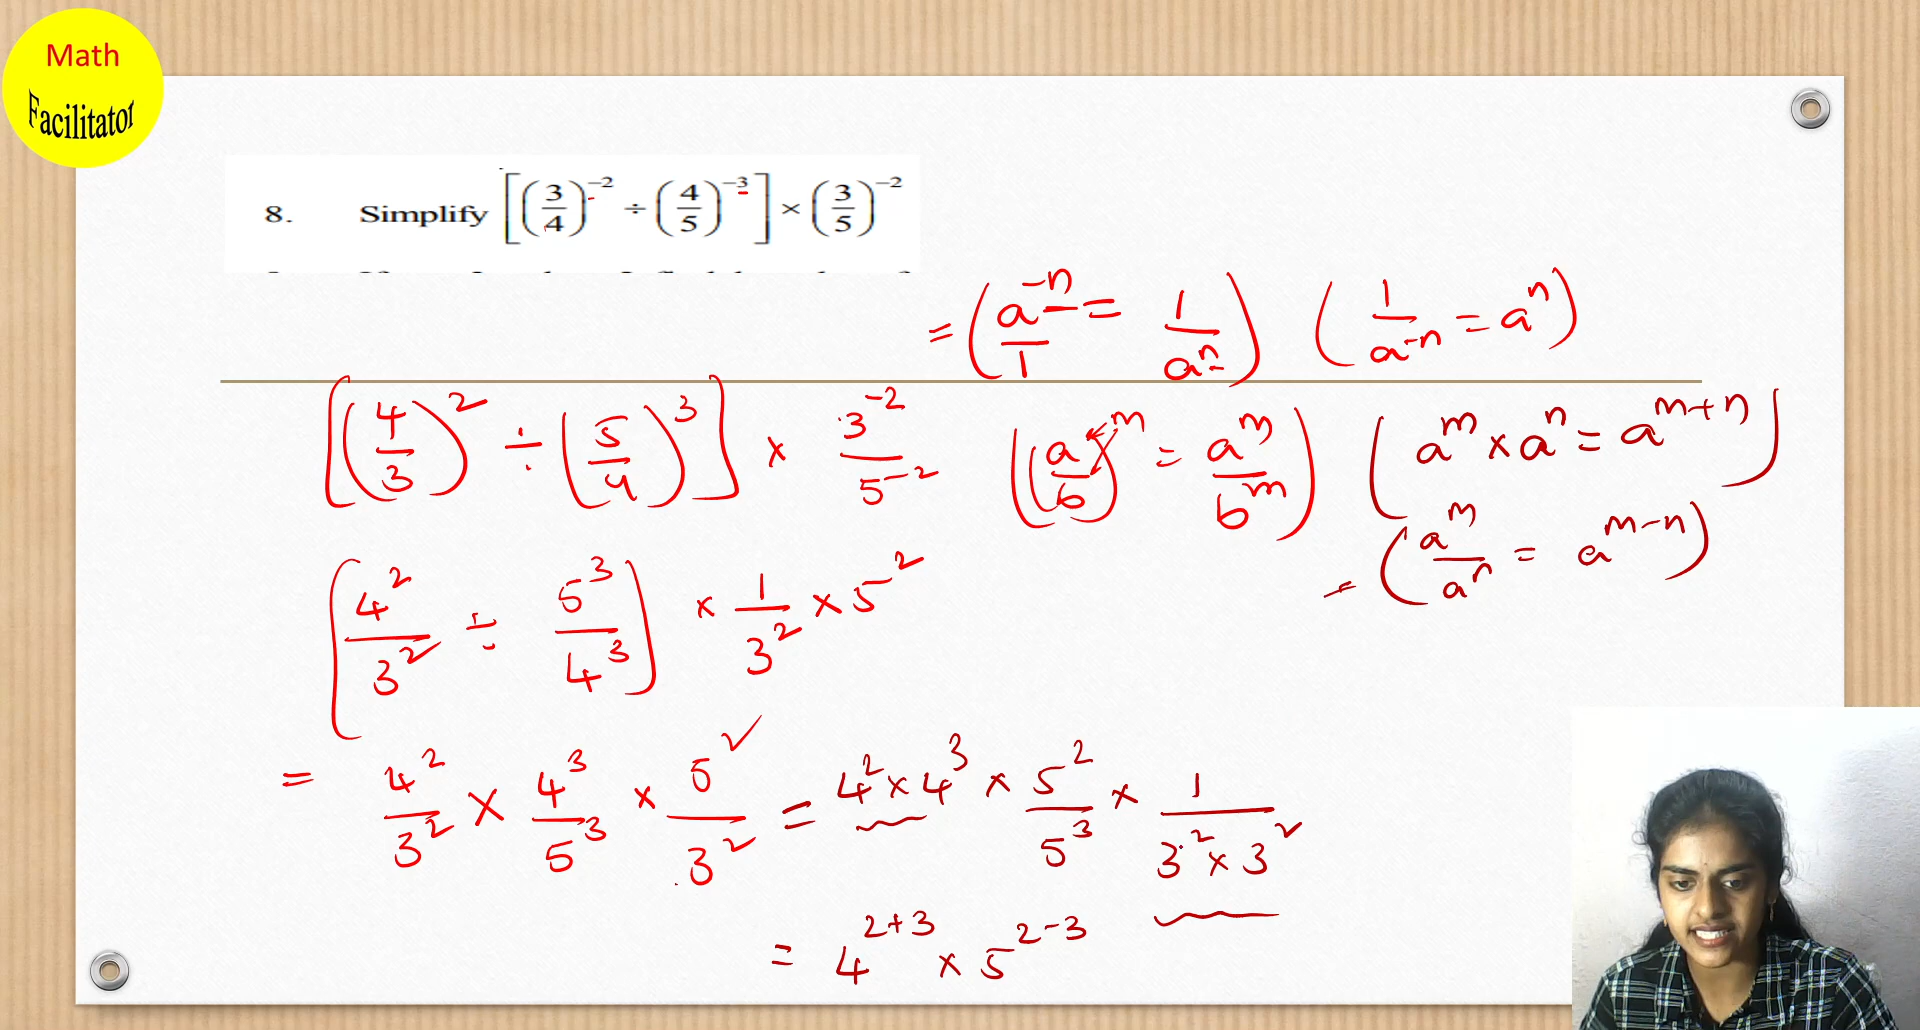 Math
Facilitator
8. Simplify [(3/4)^−2 ÷ (4/5)^−3] × (3/5)^−2
= (a^-n/1 = 1/a^n) (1/a^-n = a^n)
[(4/3)^2 ÷ (5/4)^3] × 3^-2/5^-2 ((a/b)^m = a^m/b^m) (a^m × a^n = a^m+n)
= (a^m/a^n = a^m-n)
[4^2/3^2 ÷ 5^3/4^3] × 1/3^2 × 5^2
= 4^2/3^2 × 4^3/5^3 × 5^2/3^2 = 4^2 × 4^3 × 5^2/5^3 × 1/3^2 × 3^2
= 4^2+3 × 5^2-3